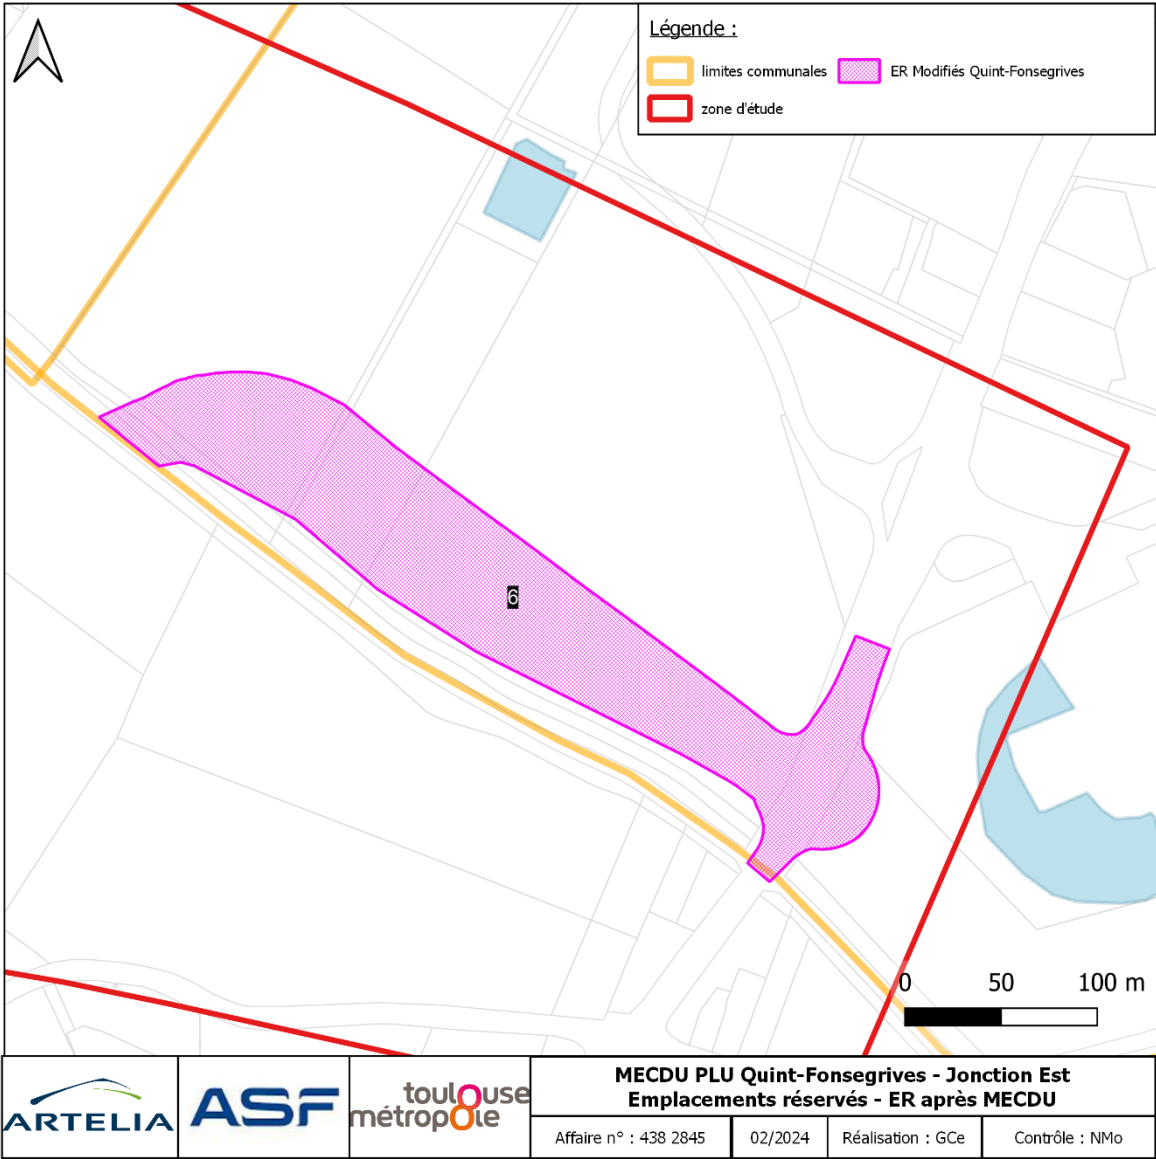 Légende :
limites communales
ER Modifiés Quint-Fonsegrives
zone d'étude
6
0 50 100 m
ARTELIA
ASF
toulouse
métropole
MECDU PLU Quint-Fonsegrives - Jonction Est
Emplacements réservés - ER après MECDU
Affaire n° : 438 2845
02/2024
Réalisation : GCe
Contrôle : NMo